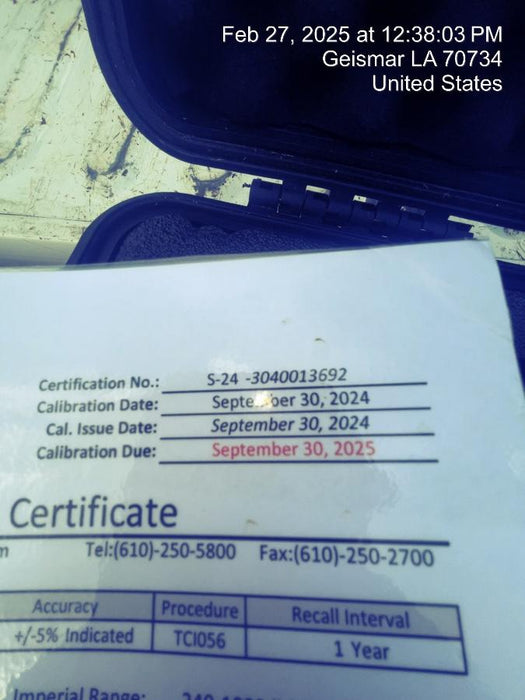 Feb 27, 2025 at 12:38:03 PM
Geismar LA 70734
United States
Certification No.: S-24 -3040013692
Calibration Date: 30, 2024
Cal. Issue Date: September 30, 2024
Calibration Due: September 30, 2025
Certificate
Tel:(610)-250-5800 Fax:(610)-250-2700
Accuracy Procedure Recall Interval
+/-5% Indicated TCI056 1 Year
Imperial Range: